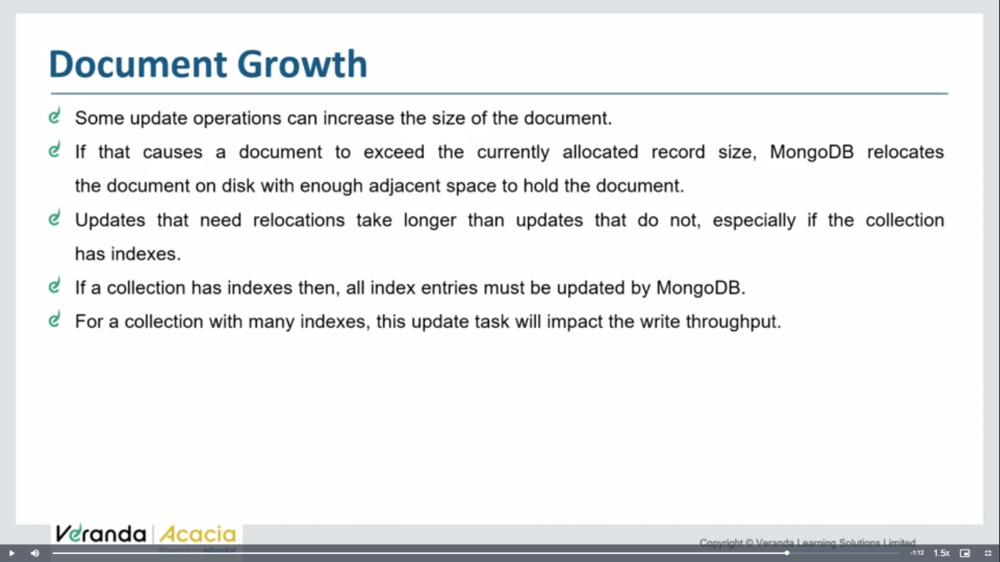 Document Growth
Some update operations can increase the size of the document.
If that causes a document to exceed the currently allocated record size, MongoDB relocates
the document on disk with enough adjacent space to hold the document.
Updates that need relocations take longer than updates that do not, especially if the collection
has indexes.
If a collection has indexes then, all index entries must be updated by MongoDB.
For a collection with many indexes, this update task will impact the write throughput.
Veranda | Acacia
Powered by edureka!
Copyright © Veranda Learning Solutions Limited
-1:12 1.5x